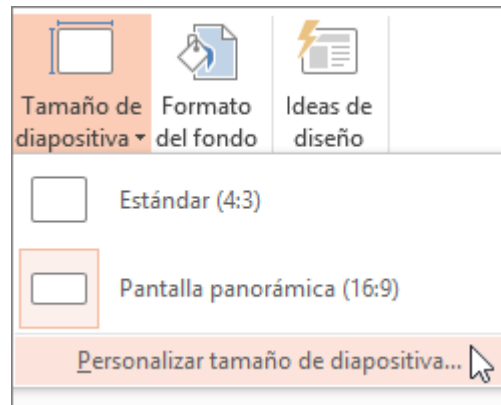 Tamaño de
diapositiva
Formato
del fondo
Ideas de
diseño
Estándar (4:3)
Pantalla panorámica (16:9)
Personalizar tamaño de diapositiva...